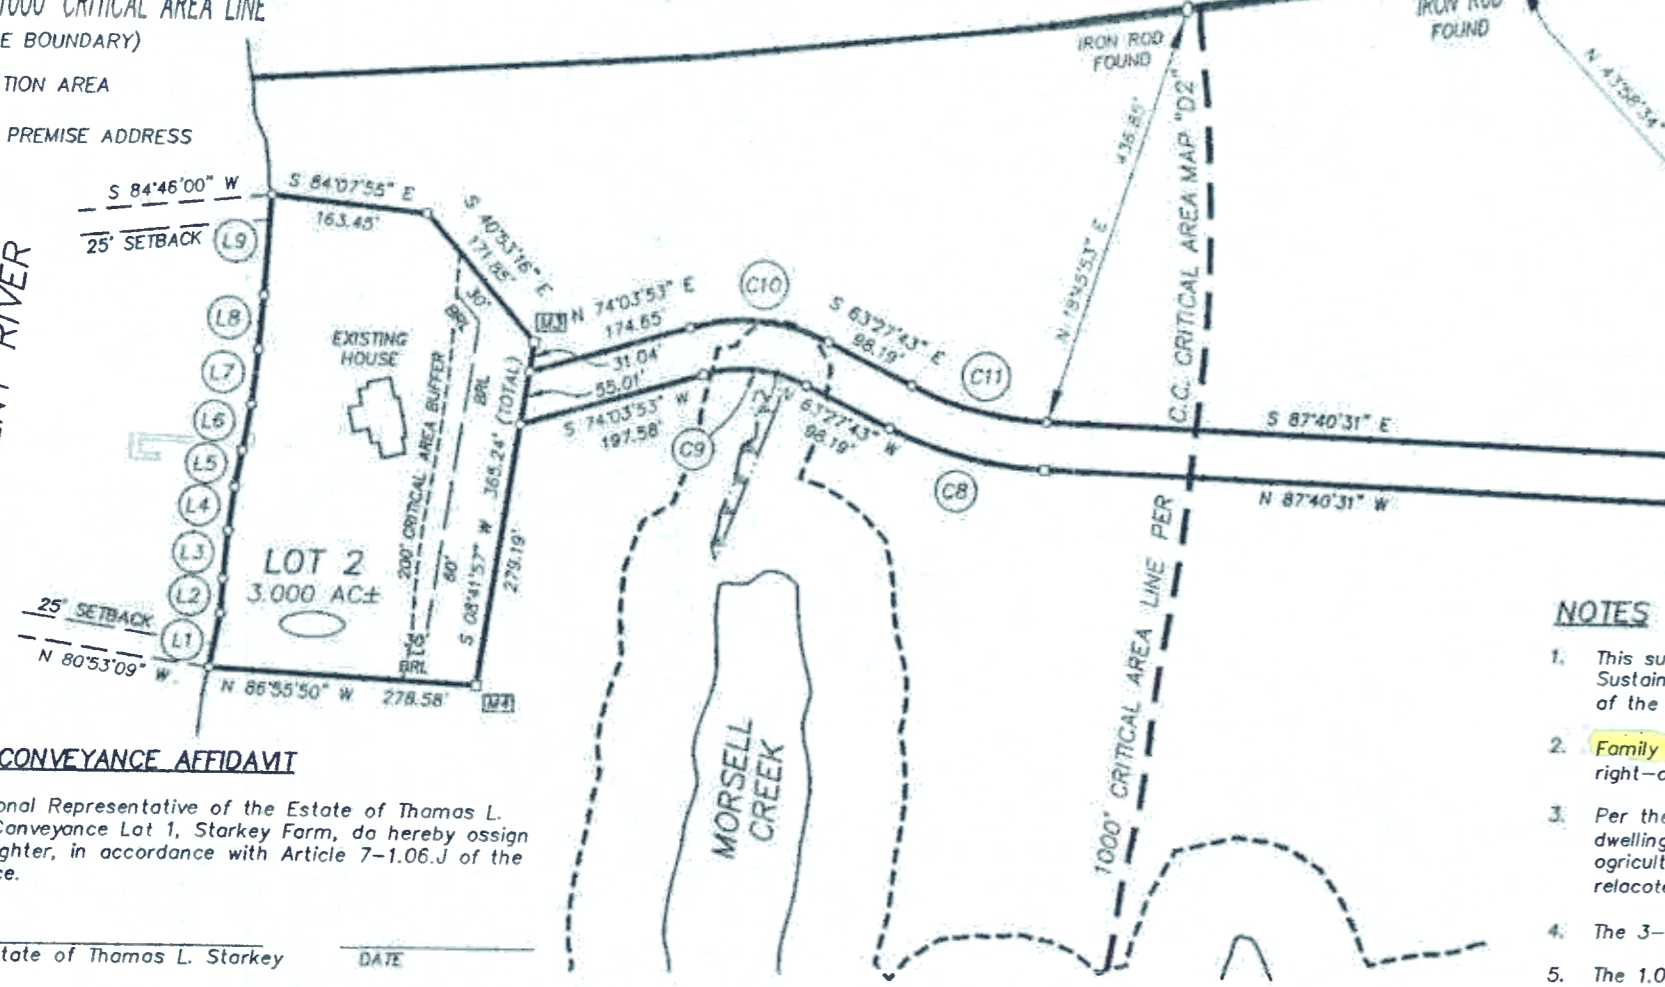 1000' CRITICAL AREA LINE
E BOUNDARY)
TION AREA
PREMISE ADDRESS
IRON ROD
FOUND
IRON ROD
FOUND
N 43°58'34"
S 84°46'00" W
25' SETBACK
S 84°07'55" E
163.45'
S 40°53'16" E
171.85'
RIVER
L9
L8
L7
L6
L5
L4
L3
L2
L1
EXISTING
HOUSE
30'
BRL
BRL
200' CRITICAL AREA BUFFER
60'
M3
N 74°03'53" E
174.65'
31.04'
55.01'
S 74°03'53" W
197.58'
C10
S 63°27'43" E
98.19'
C11
N 63°27'43" W
98.19'
C9
C8
N 18°45'53" E
436.85'
C.C. CRITICAL AREA MAP "D2"
1000' CRITICAL AREA LINE PER
S 87°40'31" E
N 87°40'31" W
S 08°41'57" W 365.24' (TOTAL)
279.19'
LOT 2
3.000 AC±
25' SETBACK
N 80°53'09" W
N 86°55'50" W 278.58'
BRL
M4
MORSELL
CREEK
CONVEYANCE AFFIDAVIT
onal Representative of the Estate of Thomas L.
Conveyance Lot 1, Starkey Farm, do hereby assign
ghter, in accordance with Article 7-1.06.J of the
ce.
tate of Thomas L. Starkey
DATE
NOTES
1. This su
Sustain
of the
2. Family
right-o
3. Per the
dwelling
agricult
relocate
4. The 3-
5. The 1.0